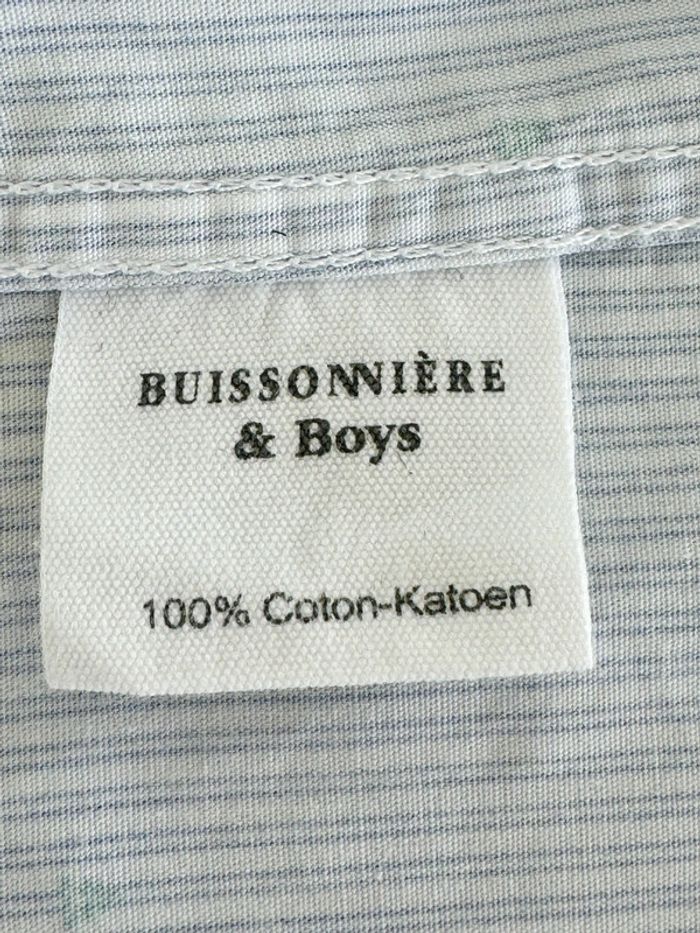 BUISSONNIÈRE
& Boys
100% Coton-Katoen